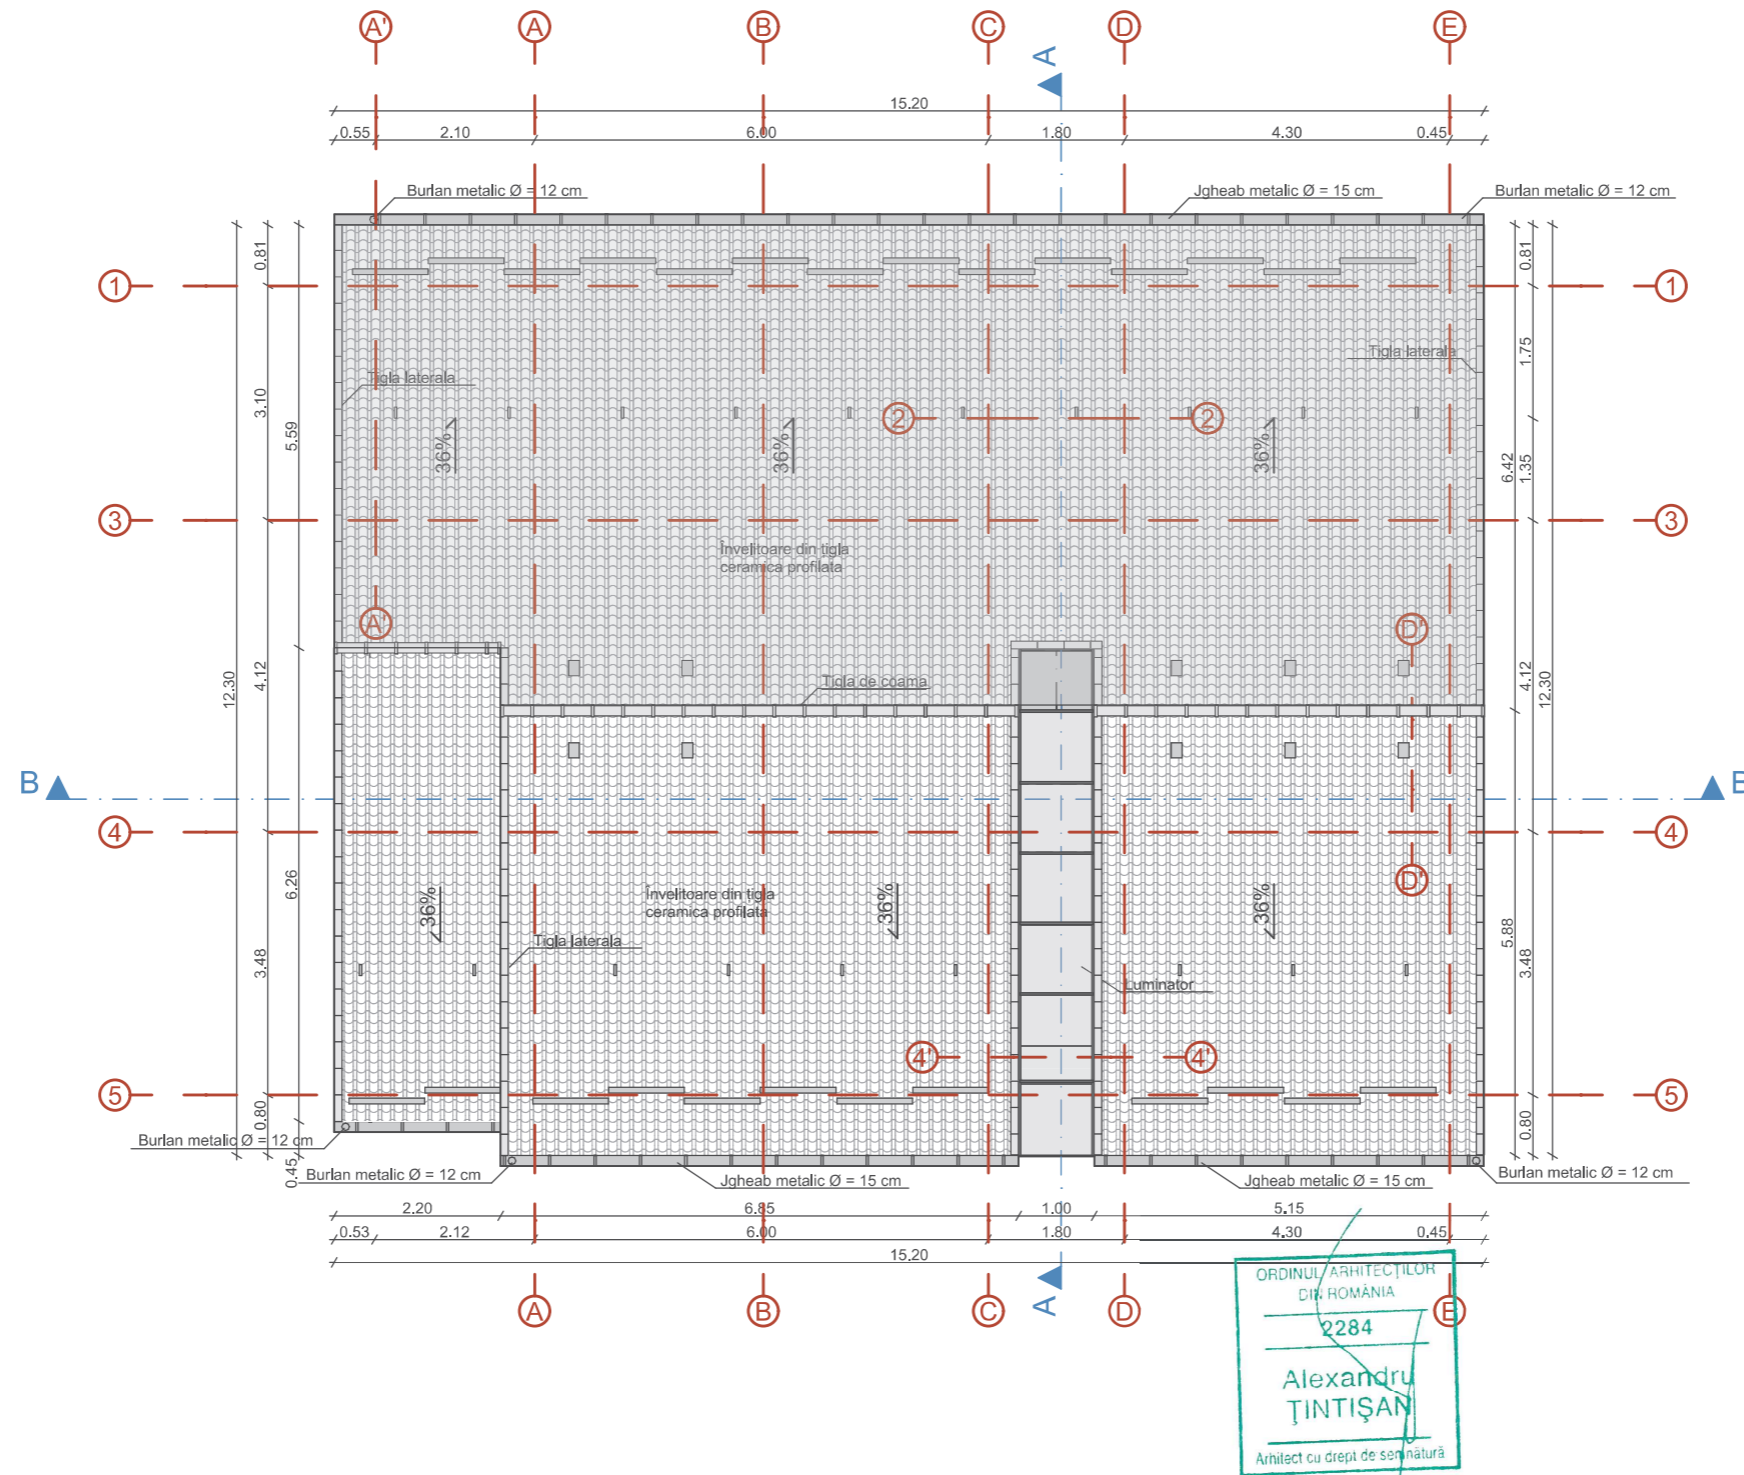 A' A B C D E
A
15.20
0.55 2.10 6.00 1.80 4.30 0.45
Burlan metalic Ø = 12 cm
Jgheab metalic Ø = 15 cm
Burlan metalic Ø = 12 cm
0.81
0.81
1
1
1.75
Tigla laterala
Tigla laterala
3.10
5.59
36%
36%
2
2
36%
6.42
1.35
3
3
Învelitoare din tigla
ceramica profilata
A'
D'
12.30
4.12
Tigla de coama
4.12
12.30
B
B
4
4
D'
6.26
36%
Învelitoare din țigla
ceramica profilata
36%
36%
5.88
3.48
Tigla laterala
3.48
Luminator
4'
4'
5
5
0.80
0.80
Burlan metalic Ø = 12 cm
0.45
Burlan metalic Ø = 12 cm
Jgheab metalic Ø = 15 cm
Jgheab metalic Ø = 15 cm
Burlan metalic Ø = 12 cm
2.20 6.85 1.00 5.15
0.53 2.12 6.00 1.80 4.30 0.45
15.20
A B C A D E
ORDINUL ARHITECȚILOR
DIN ROMÂNIA
2284
Alexandru
ȚINTIȘAN
Arhitect cu drept de semnătură